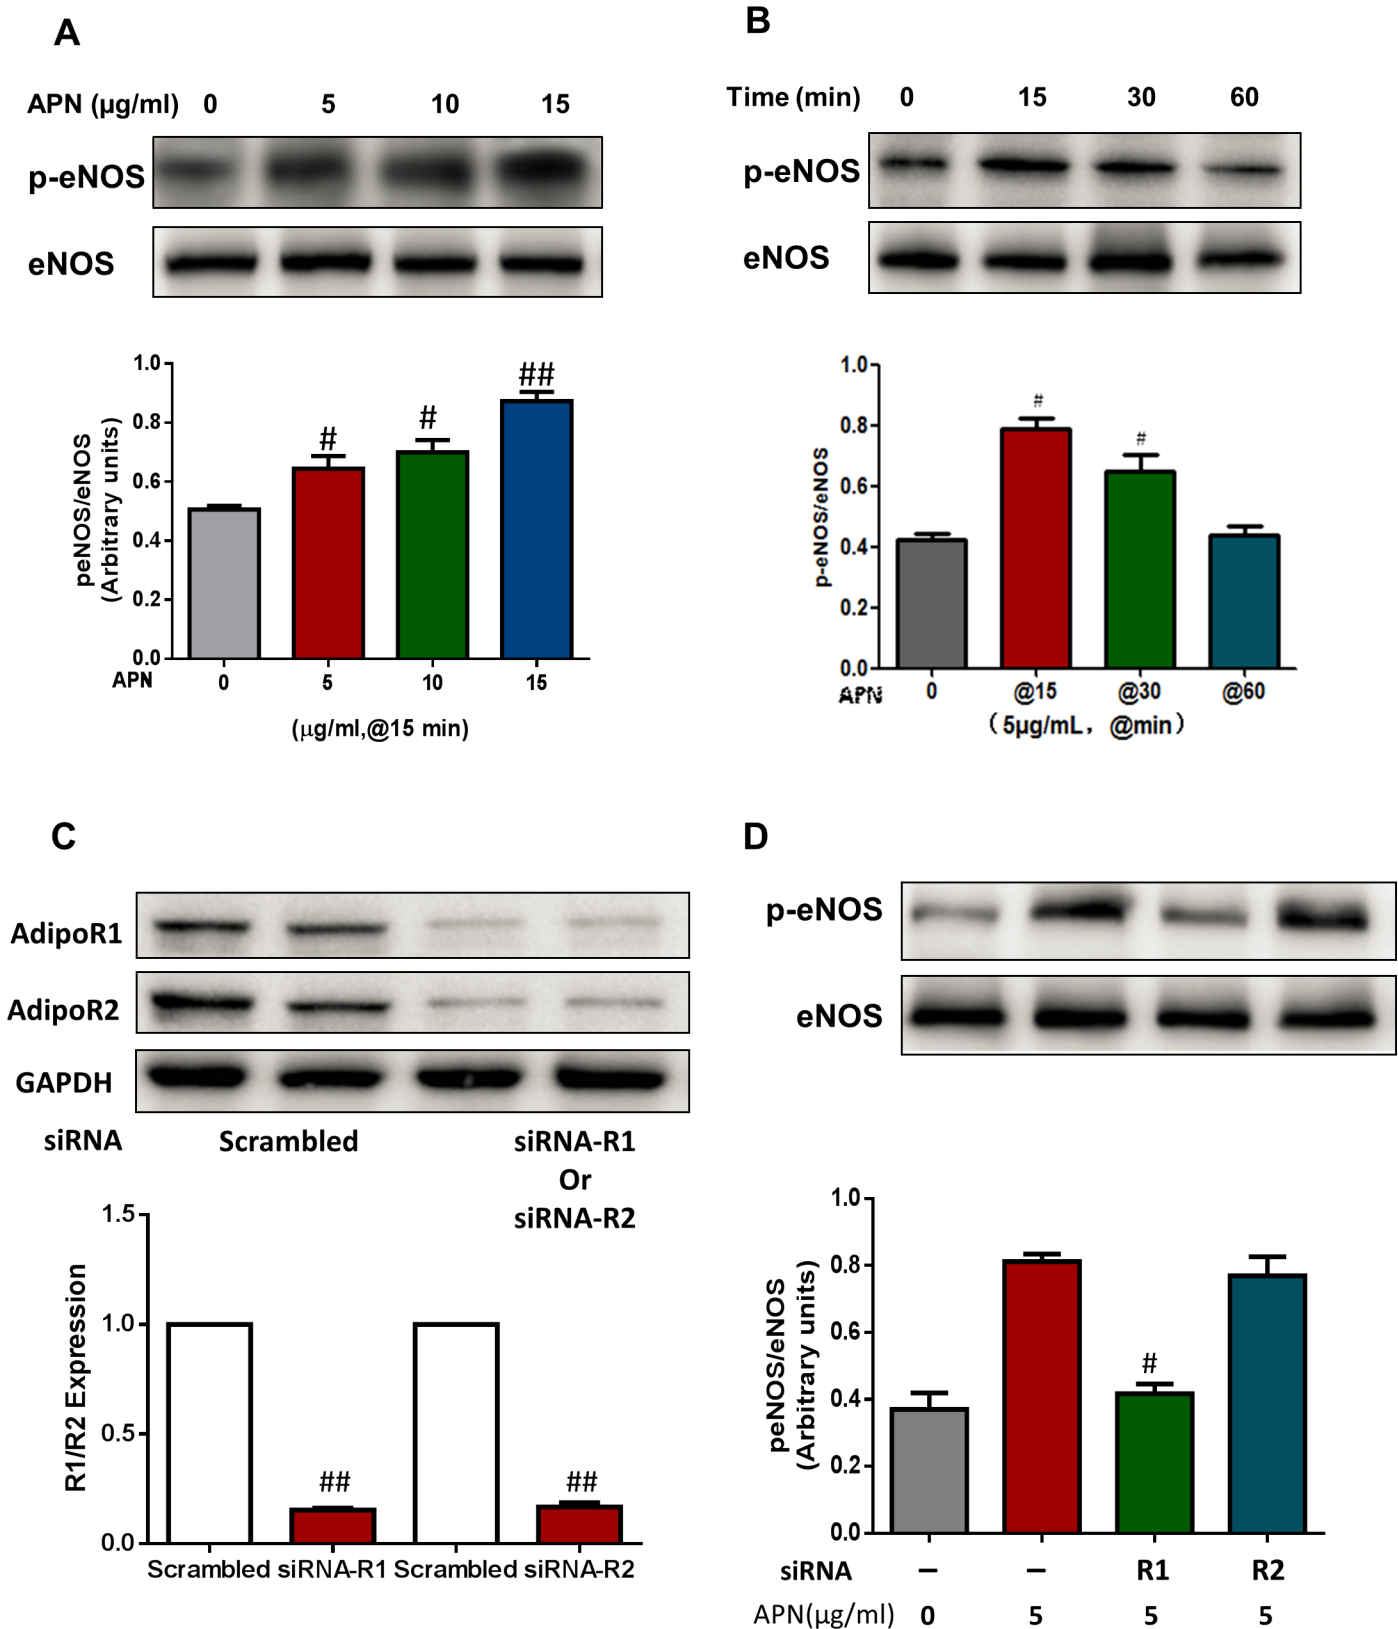 A
APN (μg/ml) 0 5 10 15
p-eNOS
eNOS
peNOS/eNOS
(Arbitrary units)
1.0
0.8
0.6
0.4
0.2
0.0
# # ##
APN 0 5 10 15
(μg/ml,@15 min)
B
Time (min) 0 15 30 60
p-eNOS
eNOS
p-eNOS/eNOS
1.0
0.8
0.6
0.4
0.2
0.0
# #
APN 0 @15 @30 @60
(5μg/mL, @min)
C
AdipoR1
AdipoR2
GAPDH
siRNA Scrambled siRNA-R1
Or
siRNA-R2
R1/R2 Expression
1.5
1.0
0.5
0.0
## ##
Scrambled siRNA-R1 Scrambled siRNA-R2
D
p-eNOS
eNOS
peNOS/eNOS
(Arbitrary units)
1.0
0.8
0.6
0.4
0.2
0.0
#
siRNA – – R1 R2
APN(μg/ml) 0 5 5 5